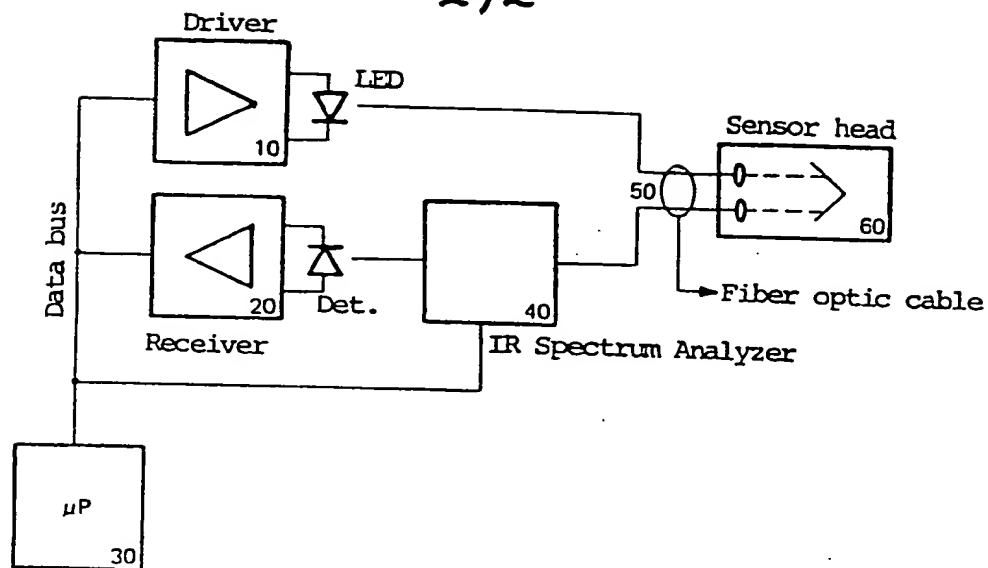 Driver
LED
10
Sensor head
50
60
Data bus
20
Det.
40
Fiber optic cable
Receiver
IR Spectrum Analyzer
µP
30